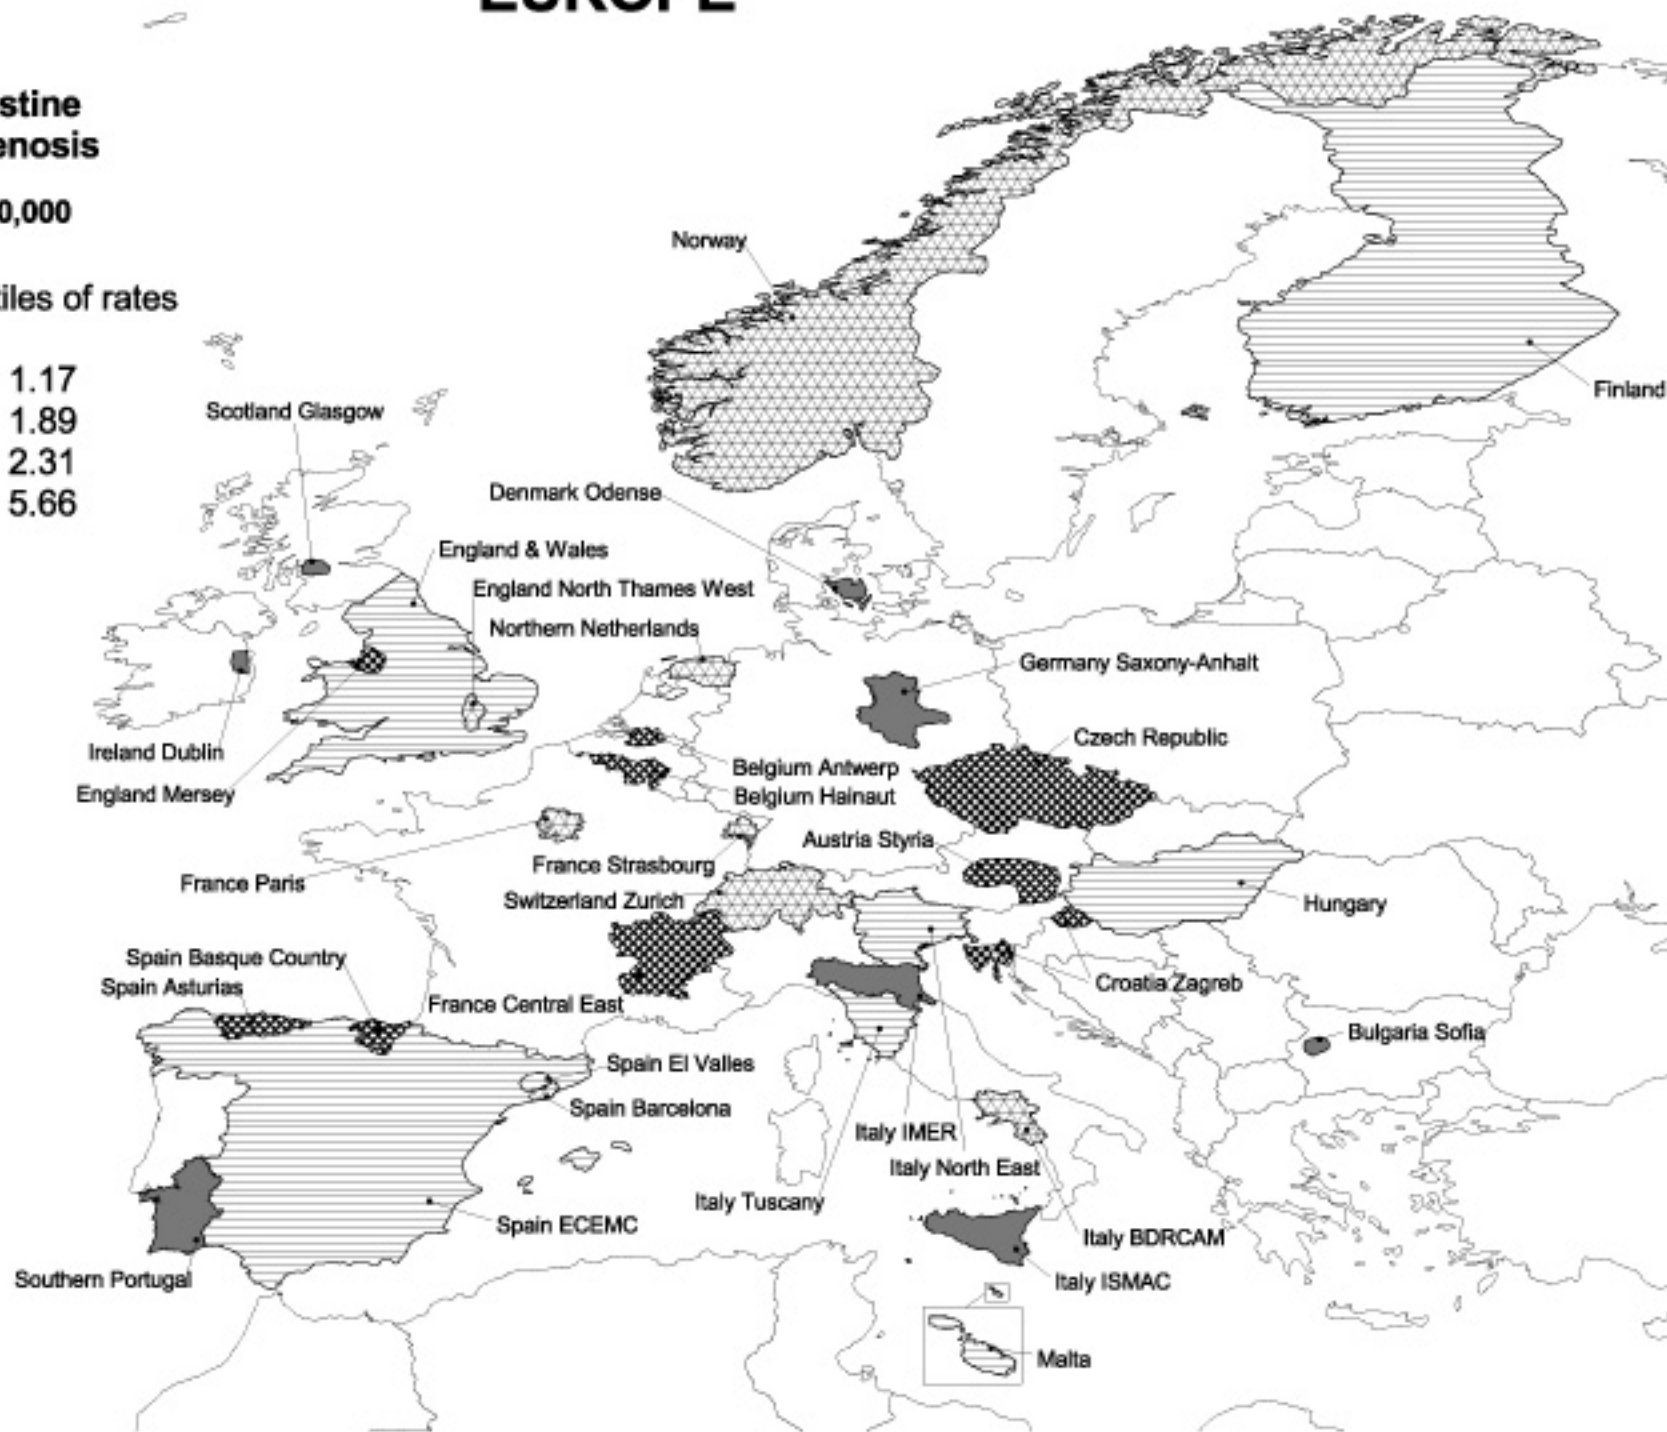 EUROPE
stine
enosis
0,000
tiles of rates
1.17
1.89
2.31
5.66
Norway
Finland
Scotland Glasgow
Denmark Odense
England & Wales
England North Thames West
Northern Netherlands
Germany Saxony-Anhalt
Ireland Dublin
Czech Republic
Belgium Antwerp
England Mersey
Belgium Hainaut
Austria Styria
France Strasbourg
France Paris
Switzerland Zurich
Hungary
Spain Basque Country
Spain Asturias
Croatia Zagreb
France Central East
Bulgaria Sofia
Spain El Valles
Spain Barcelona
Italy IMER
Italy North East
Italy Tuscany
Spain ECEMC
Italy BDRCAM
Southern Portugal
Italy ISMAC
Malta